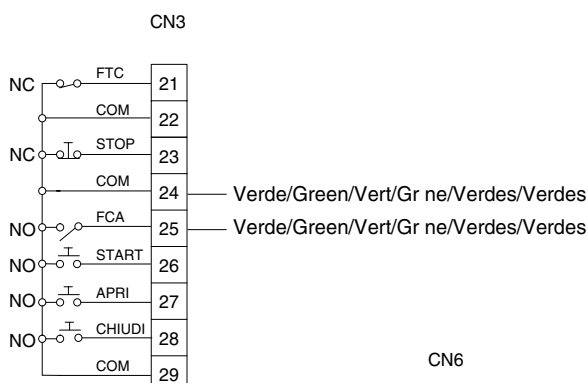 CN3
NC FTC 21
COM 22
NC STOP 23
COM 24 Verde/Green/Vert/Gr ne/Verdes/Verdes
NO FCA 25 Verde/Green/Vert/Gr ne/Verdes/Verdes
NO START 26
NO APRI 27
NO CHIUDI 28
COM 29
CN6